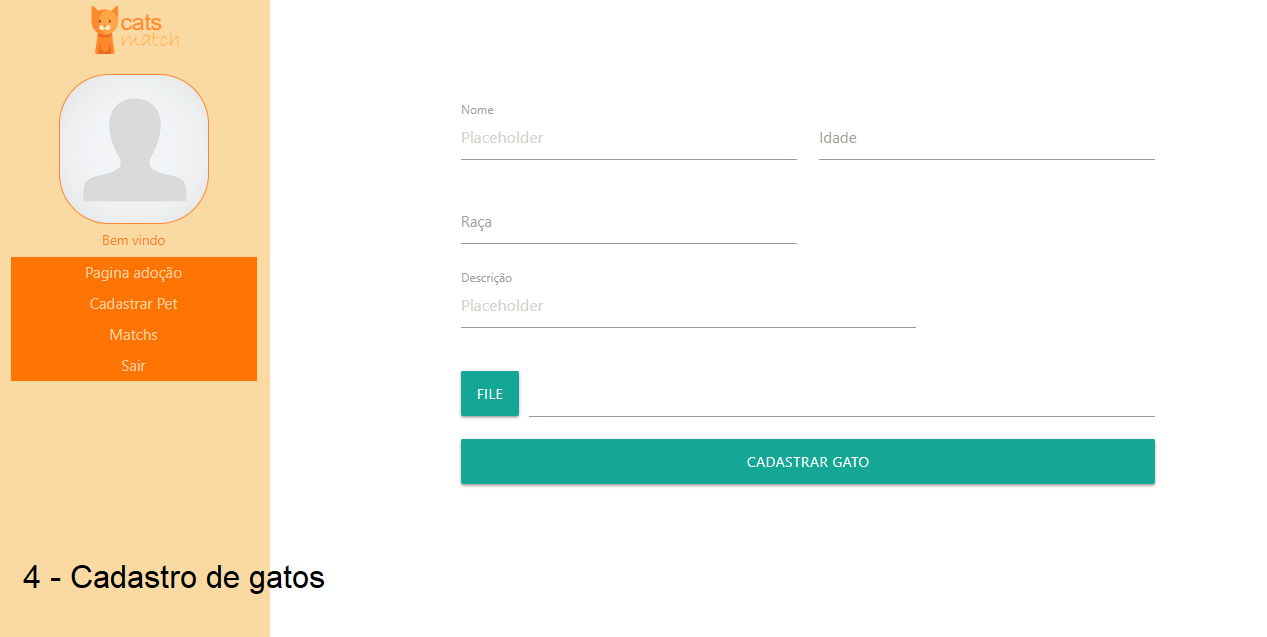 cats
match
Bem vindo
Pagina adoção
Cadastrar Pet
Matchs
Sair
Nome
Placeholder
Idade
Raça
Descrição
Placeholder
FILE
CADASTRAR GATO
4 - Cadastro de gatos